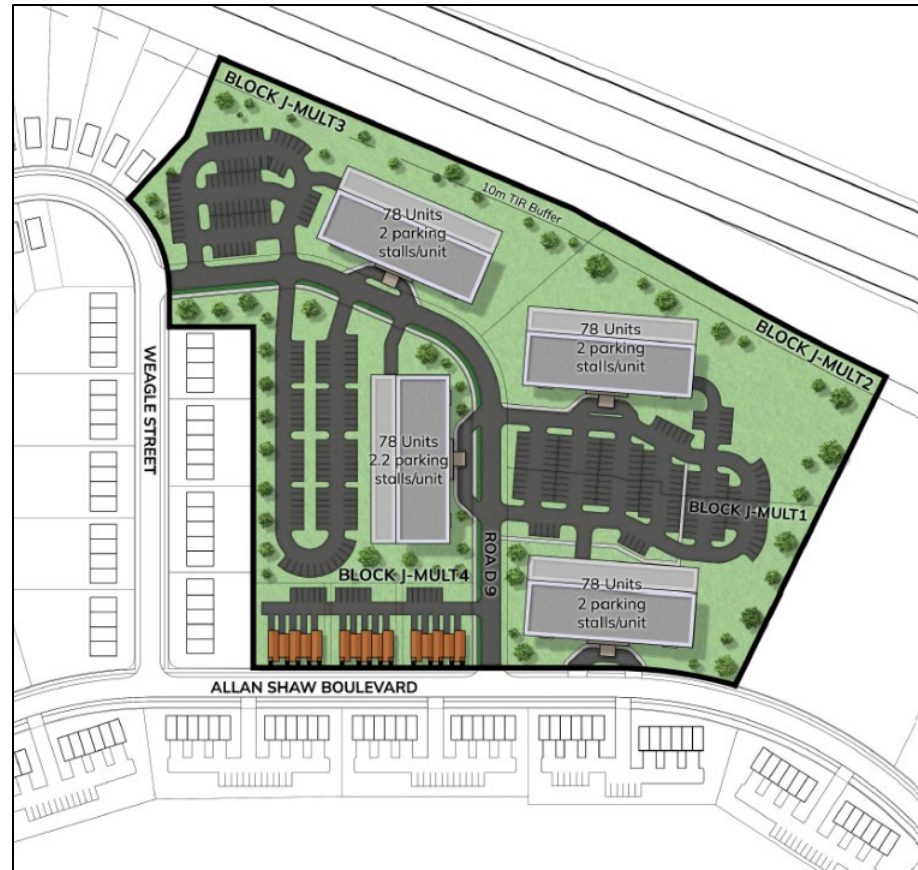 BLOCK J-MULT3
10m TIR Buffer
78 Units
2 parking
stalls/unit
BLOCK J-MULT2
78 Units
2 parking
stalls/unit
WEAGLE STREET
78 Units
2.2 parking
stalls/unit
BLOCK J-MULT1
ROAD 9
BLOCK J-MULT4
78 Units
2 parking
stalls/unit
ALLAN SHAW BOULEVARD